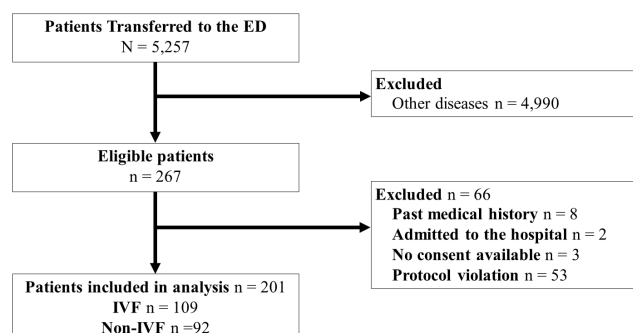 Patients Transferred to the ED
N = 5,257
Excluded
Other diseases n = 4,990
Eligible patients
n = 267
Excluded n = 66
Past medical history n = 8
Admitted to the hospital n = 2
No consent available n = 3
Protocol violation n = 53
Patients included in analysis n = 201
IVF n = 109
Non-IVF n =92